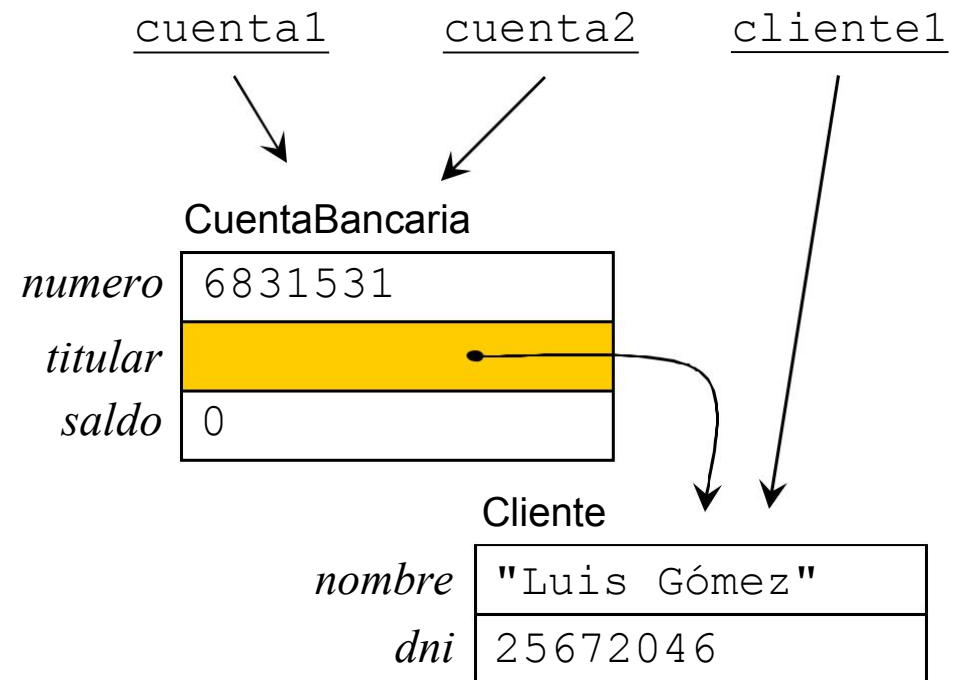 cuenta1 cuenta2 cliente1
CuentaBancaria
numero 6831531
titular
saldo 0
Cliente
nombre "Luis Gómez"
dni 25672046